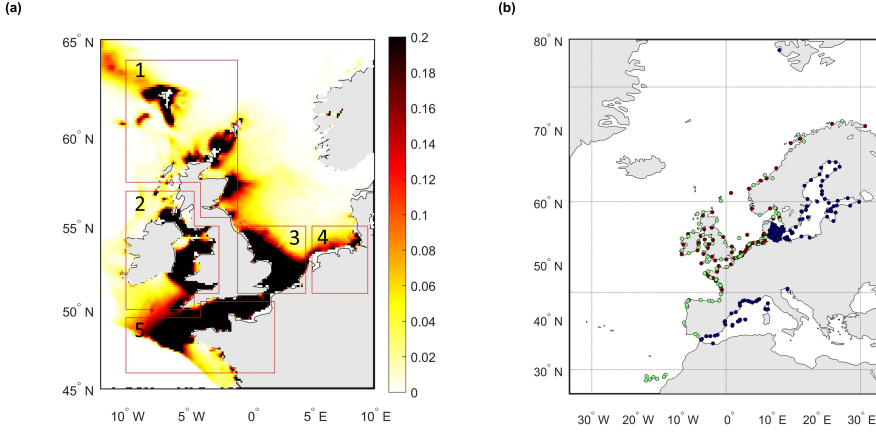 (a)
(b)
65° N
60° N
55° N
50° N
45° N
10° W
5° W
0°
5° E
10° E
1
2
3
4
5
0.2
0.18
0.16
0.14
0.12
0.1
0.08
0.06
0.04
0.02
0
80° N
70° N
60° N
50° N
40° N
30° N
30° W
20° W
10° W
0°
10° E
20° E
30° E